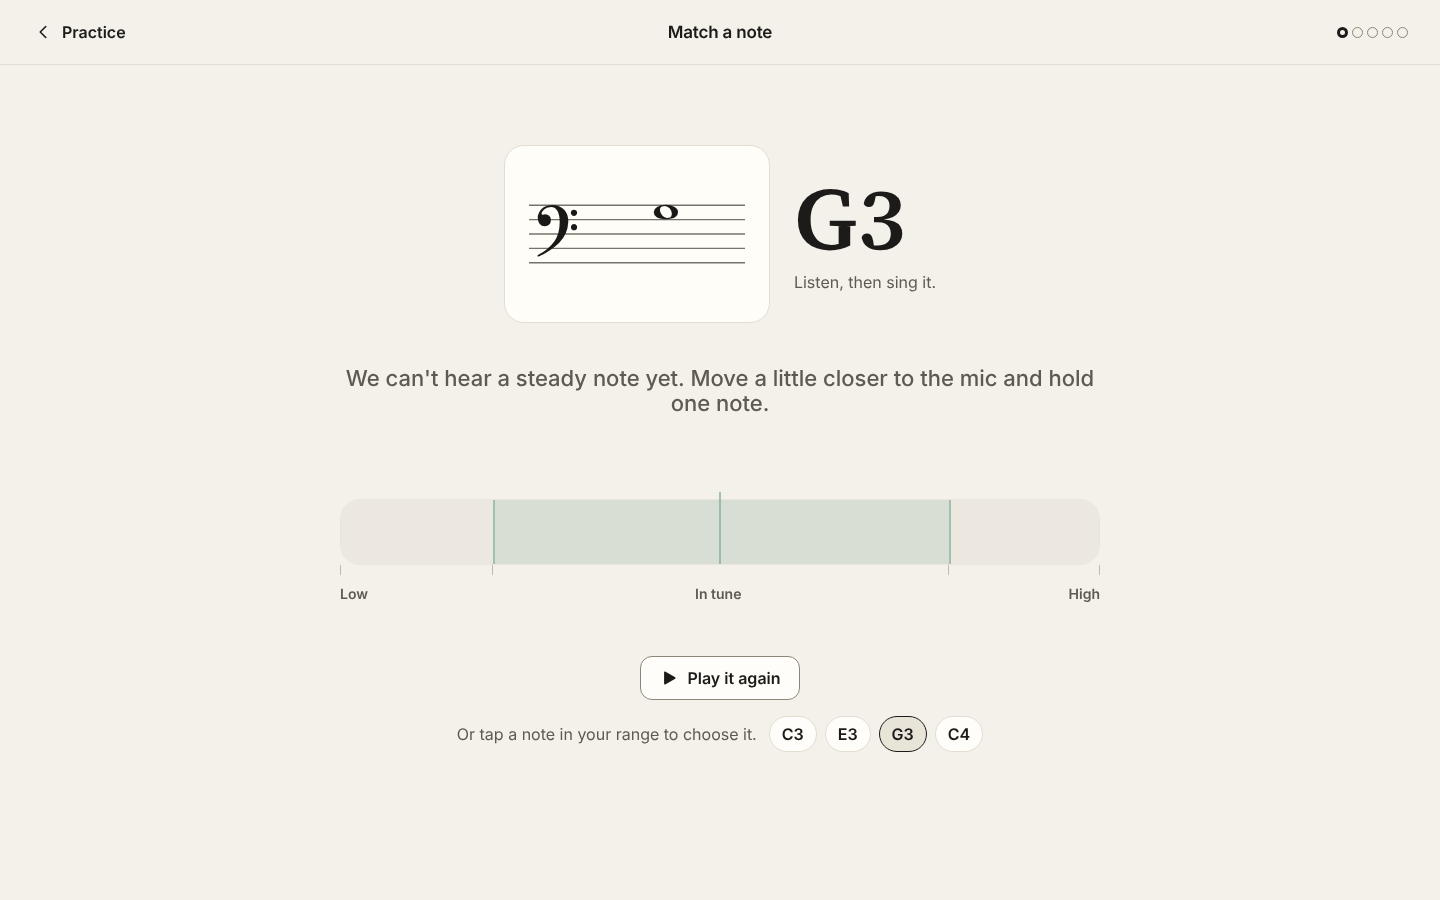 Practice
Match a note
G3
Listen, then sing it.
We can't hear a steady note yet. Move a little closer to the mic and hold
one note.
Low
In tune
High
Play it again
Or tap a note in your range to choose it.
C3
E3
G3
C4